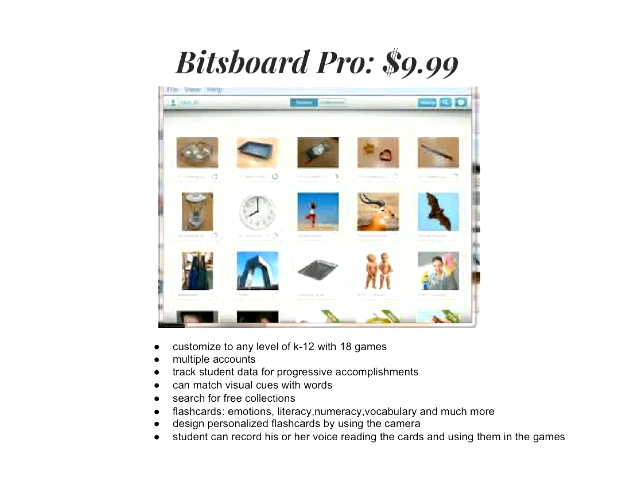 Bitsboard Pro: $9.99
File View Help
● customize to any level of k-12 with 18 games
● multiple accounts
● track student data for progressive accomplishments
● can match visual cues with words
● search for free collections
● flashcards: emotions, literacy,numeracy,vocabulary and much more
● design personalized flashcards by using the camera
● student can record his or her voice reading the cards and using them in the games